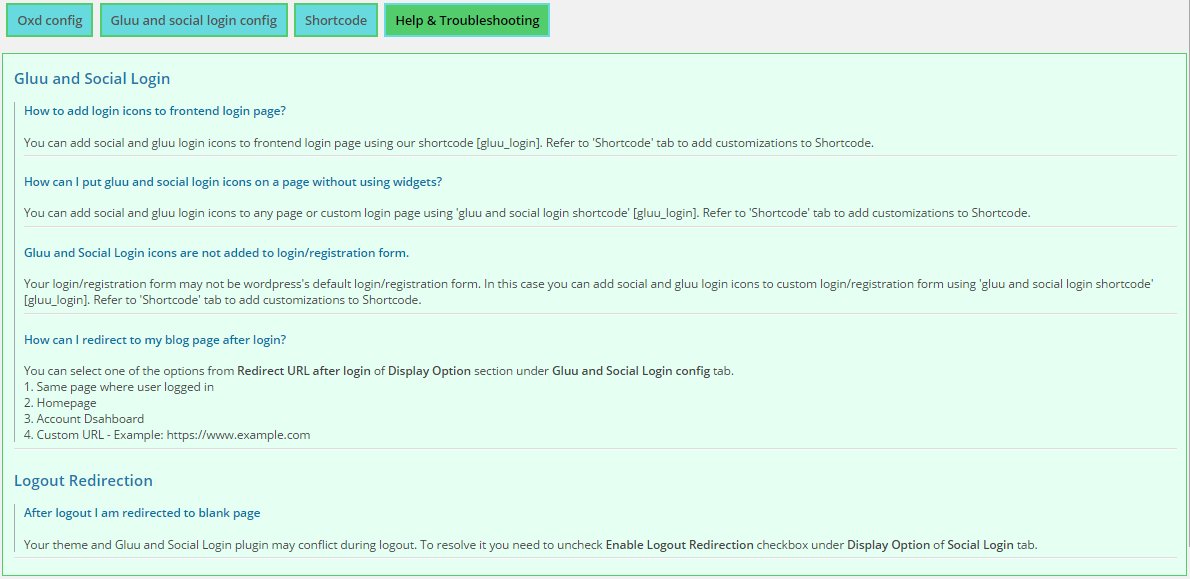 Oxd config
Gluu and social login config
Shortcode
Help & Troubleshooting
Gluu and Social Login
How to add login icons to frontend login page?
You can add social and gluu login icons to frontend login page using our shortcode [gluu_login]. Refer to 'Shortcode' tab to add customizations to Shortcode.
How can I put gluu and social login icons on a page without using widgets?
You can add social and gluu login icons to any page or custom login page using 'gluu and social login shortcode' [gluu_login]. Refer to 'Shortcode' tab to add customizations to Shortcode.
Gluu and Social Login icons are not added to login/registration form.
Your login/registration form may not be wordpress's default login/registration form. In this case you can add social and gluu login icons to custom login/registration form using 'gluu and social login shortcode'
[gluu_login]. Refer to 'Shortcode' tab to add customizations to Shortcode.
How can I redirect to my blog page after login?
You can select one of the options from Redirect URL after login of Display Option section under Gluu and Social Login config tab.
1. Same page where user logged in
2. Homepage
3. Account Dsahboard
4. Custom URL - Example: https://www.example.com
Logout Redirection
After logout I am redirected to blank page
Your theme and Gluu and Social Login plugin may conflict during logout. To resolve it you need to uncheck Enable Logout Redirection checkbox under Display Option of Social Login tab.